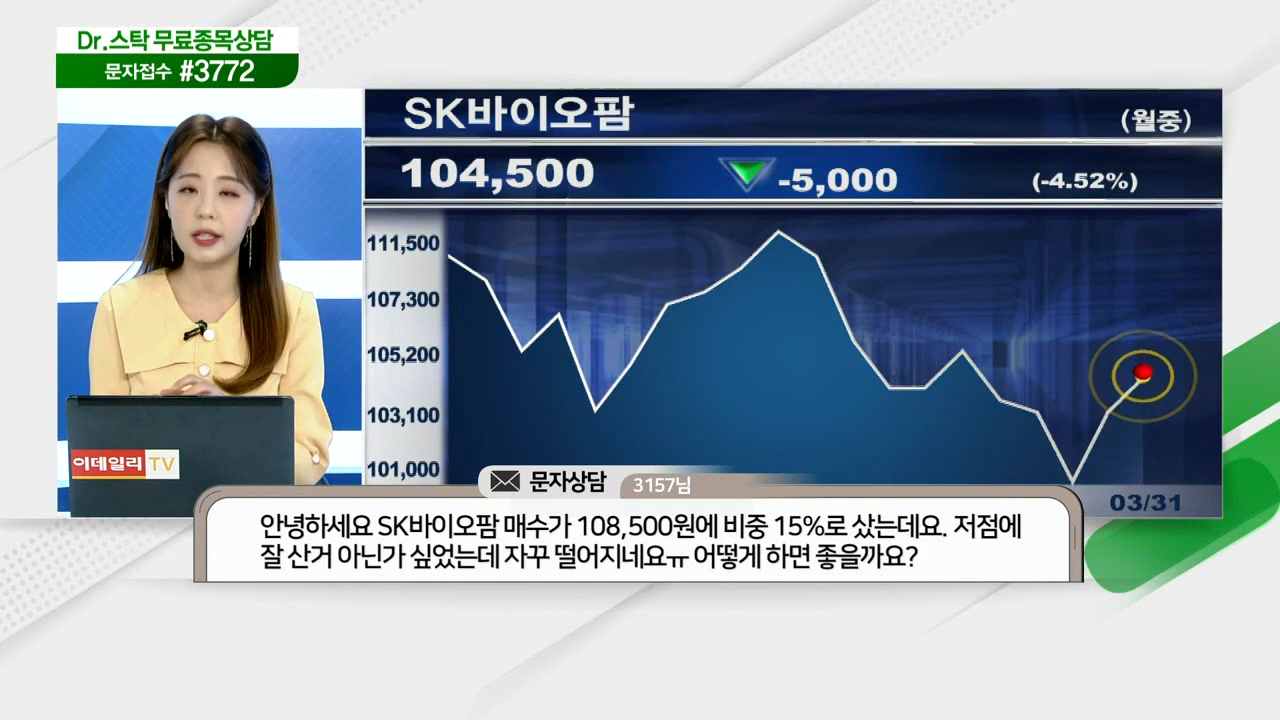 Dr.스탁 무료종목상담
문자접수 #3772
SK바이오팜 (월중)
104,500 -5,000 (-4.52%)
111,500
107,300
105,200
103,100
101,000
03/31
이데일리TV
문자상담 3157님
안녕하세요 SK바이오팜 매수가 108,500원에 비중 15%로 샀는데요. 저점에
잘 산거 아닌가 싶었는데 자꾸 떨어지네요ㅠ 어떻게 하면 좋을까요?